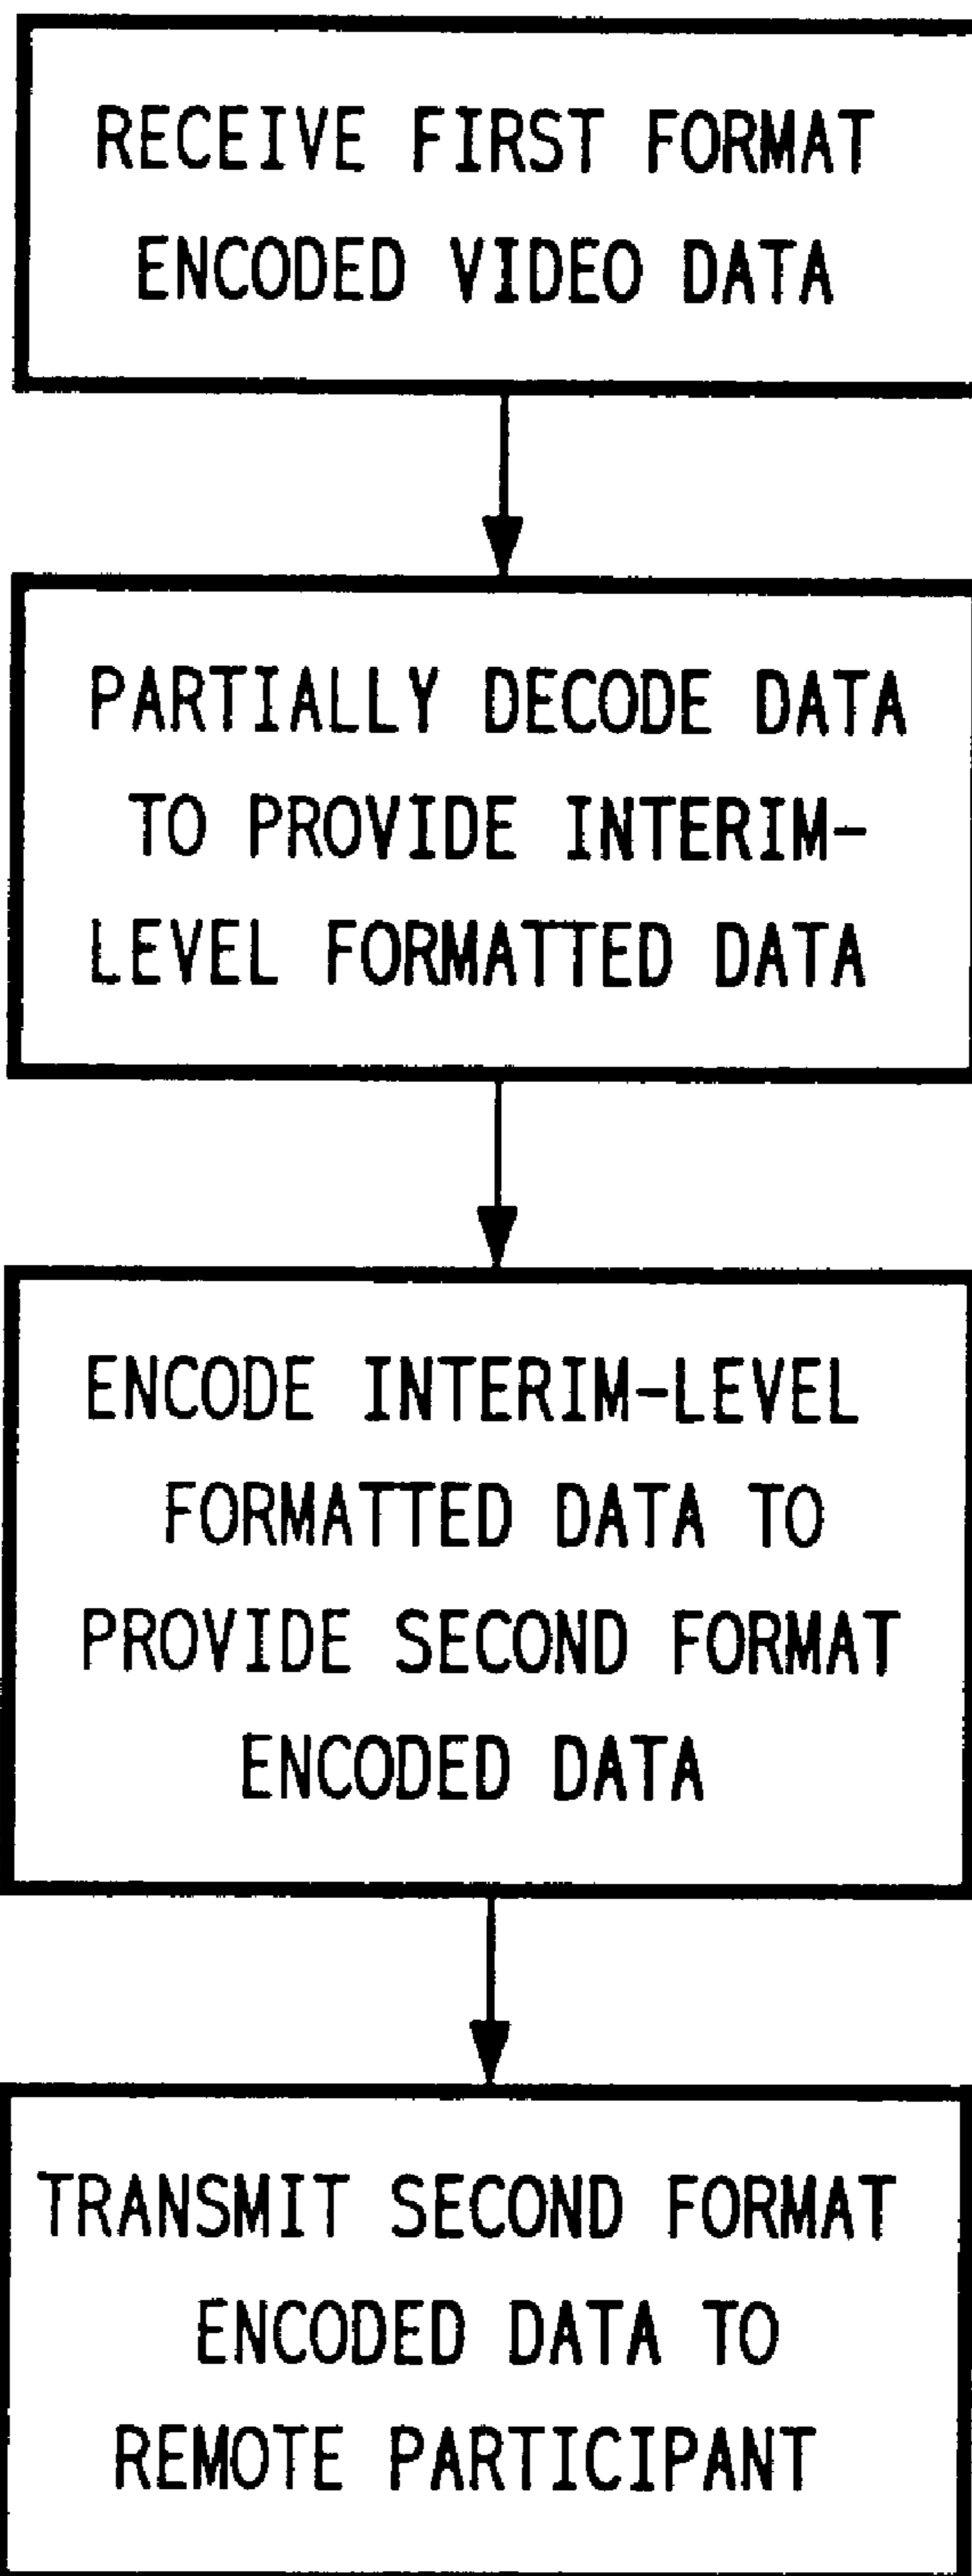 RECEIVE FIRST FORMAT
ENCODED VIDEO DATA
PARTIALLY DECODE DATA
TO PROVIDE INTERIM-
LEVEL FORMATTED DATA
ENCODE INTERIM-LEVEL
FORMATTED DATA TO
PROVIDE SECOND FORMAT
ENCODED DATA
TRANSMIT SECOND FORMAT
ENCODED DATA TO
REMOTE PARTICIPANT